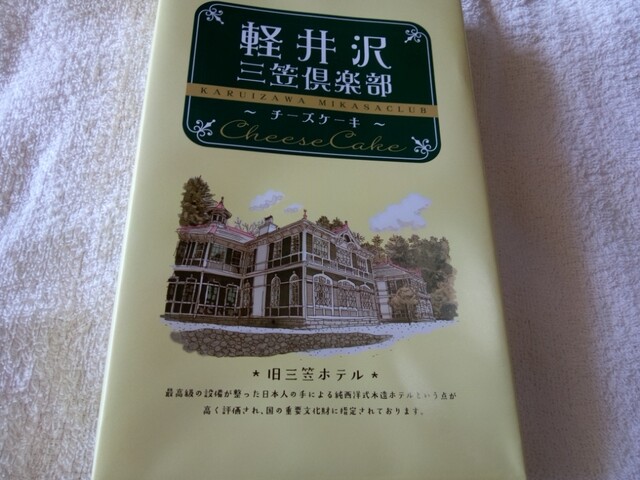 軽井沢
三笠倶楽部
KARUIZAWA MIKASACLUB
～ チーズケーキ ～
CheeseCake
★ 旧三笠ホテル ★
最高級の設備が整った日本人の手による純西洋式木造ホテルという点が
高く評価され、国の重要文化財に指定されております。